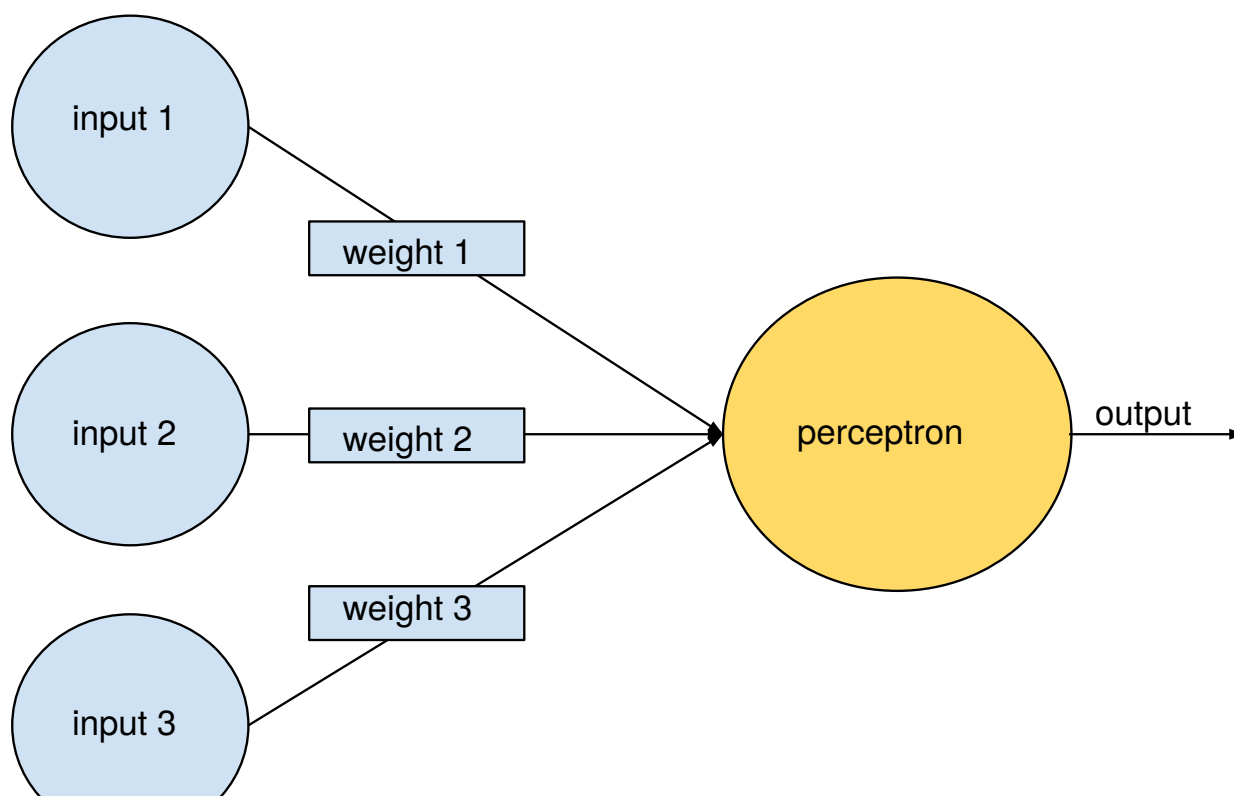 input 1
weight 1
input 2
weight 2
perceptron
output
weight 3
input 3